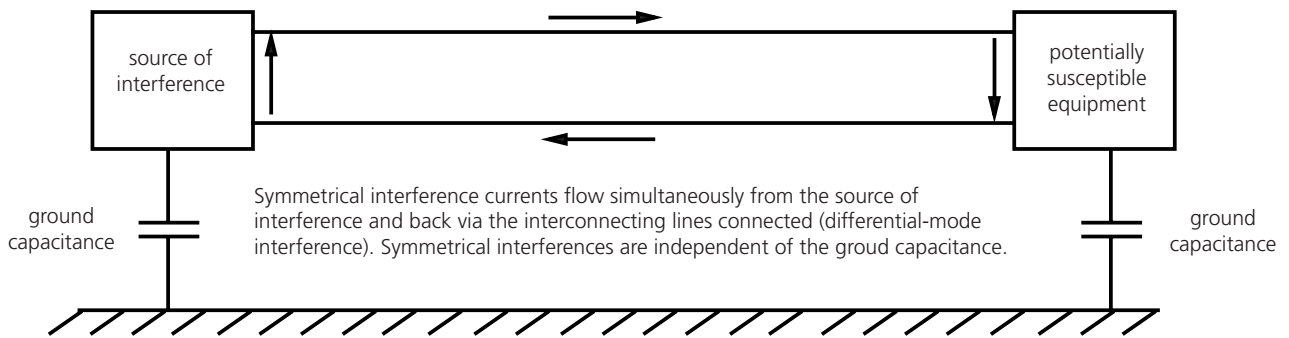 source of
interference
potentially
susceptible
equipment
Symmetrical interference currents flow simultaneously from the source of
interference and back via the interconnecting lines connected (differential-mode
interference). Symmetrical interferences are independent of the groud capacitance.
ground
capacitance
ground
capacitance